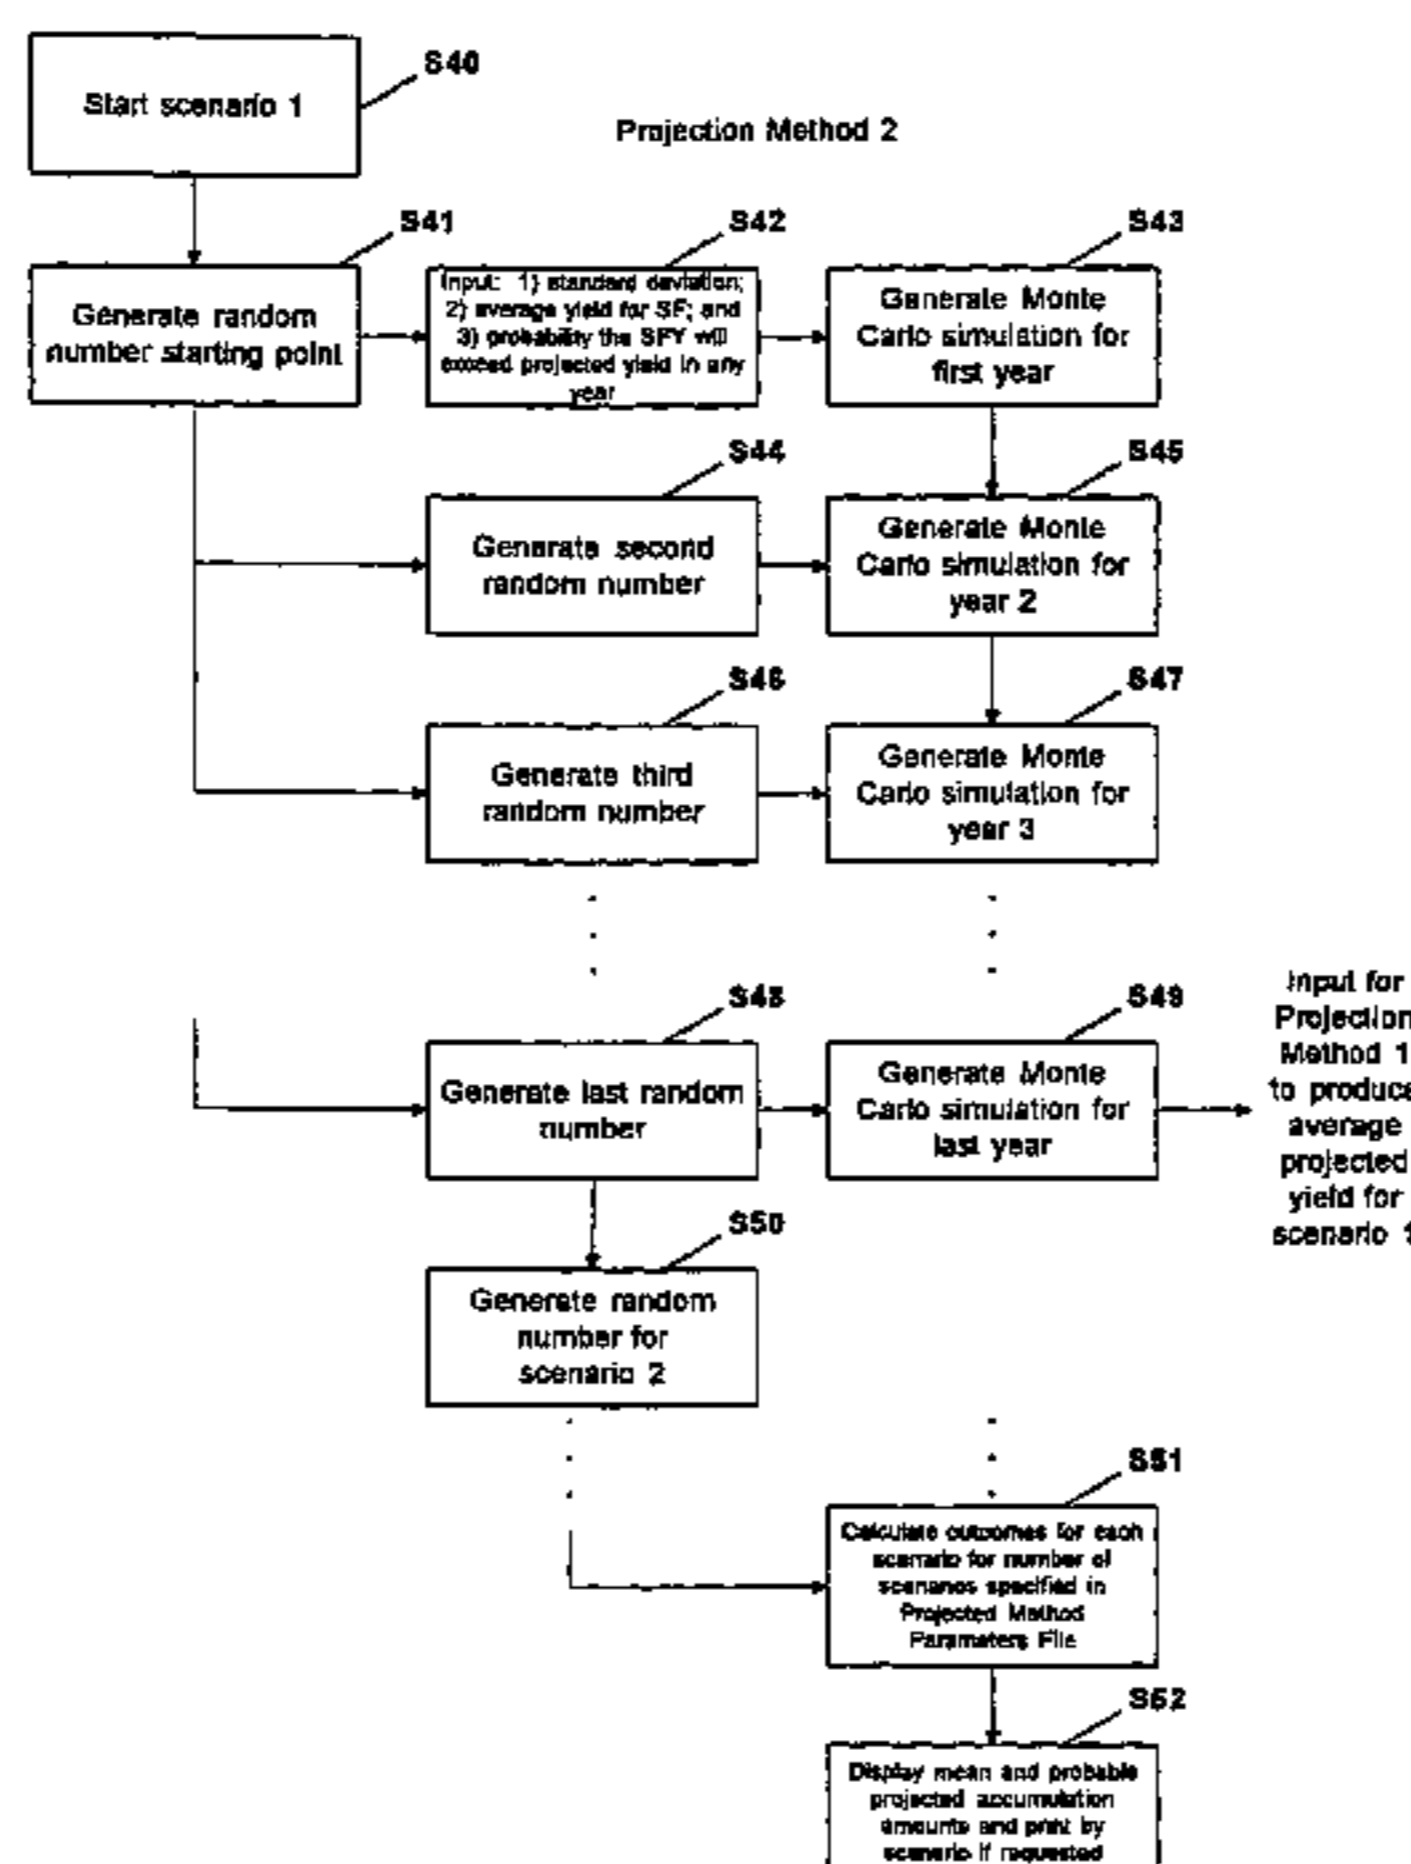 S40
Start scenario 1
Projection Method 2
S41
S42
S43
Generate random
number starting point
Input: 1) standard deviation;
2) average yield for SF; and
3) probability the SFY will
exceed projected yield in any
year
Generate Monte
Carlo simulation for
first year
S44
S45
Generate second
random number
Generate Monte
Carlo simulation for
year 2
S46
S47
Generate third
random number
Generate Monte
Carlo simulation for
year 3
S48
S49
Generate last random
number
Generate Monte
Carlo simulation for
last year
Input for
Projection
Method 1
to produce
average
projected
yield for
scenario 1
S50
Generate random
number for
scenario 2
S51
Calculate outcomes for each
scenario for number of
scenarios specified in
Projected Method
Parameters File
S52
Display mean and probable
projected accumulation
amounts and print by
scenario if requested